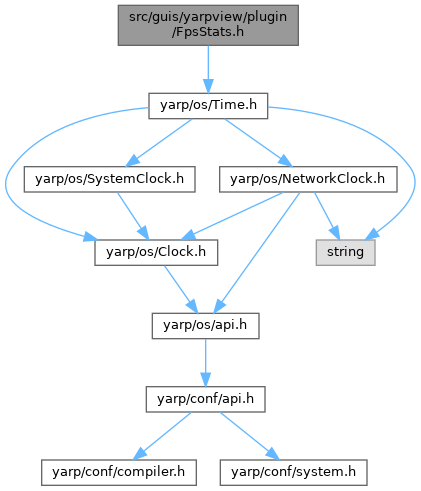 src/guis/yarpview/plugin
/FpsStats.h
yarp/os/Time.h
yarp/os/SystemClock.h
yarp/os/NetworkClock.h
yarp/os/Clock.h
string
yarp/os/api.h
yarp/conf/api.h
yarp/conf/compiler.h
yarp/conf/system.h